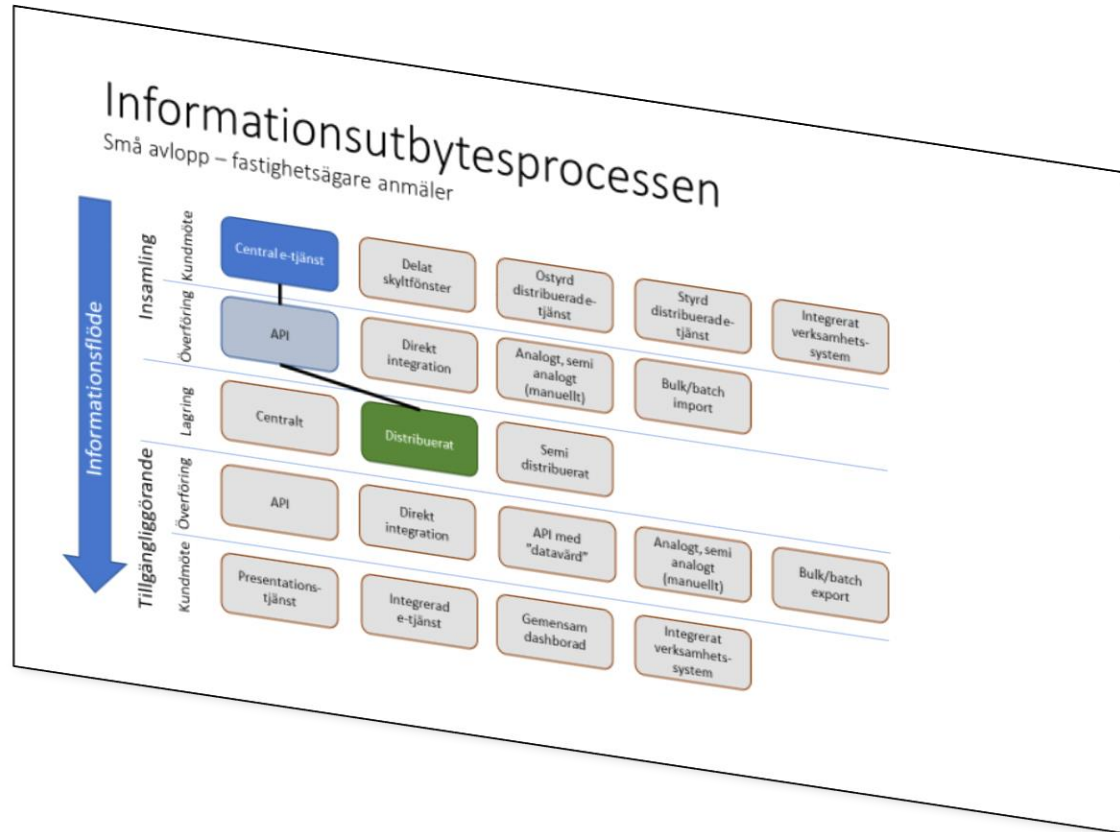 Informationsutbytesprocessen
Små avlopp – fastighetsägare anmäler
Informationsflöde
Insamling
Tillgängliggörande
Kundmöte
Central e-tjänst
Delat
skyltfönster
Ostyrd
distribuerad e-
tjänst
Styrd
distribuerad e-
tjänst
Integrerat
verksamhets-
system
Överföring
API
Direkt
integration
Analogt, semi
analogt
(manuellt)
Bulk/batch
import
Lagring
Centralt
Distribuerat
Semi
distribuerat
Överföring
API
Direkt
integration
API med
"datavärd"
Analogt, semi
analogt
(manuellt)
Bulk/batch
export
Kundmöte
Presentations-
tjänst
Integrerad
e-tjänst
Gemensam
dashborad
Integrerat
verksamhets-
system